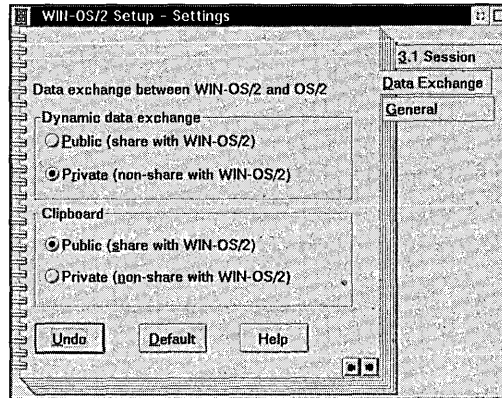 WIN-OS/2 Setup - Settings
3.1 Session
Data Exchange
General
Data exchange between WIN-OS/2 and OS/2
Dynamic data exchange
Public (share with WIN-OS/2)
Private (non-share with WIN-OS/2)
Clipboard
Public (share with WIN-OS/2)
Private (non-share with WIN-OS/2)
Undo
Default
Help